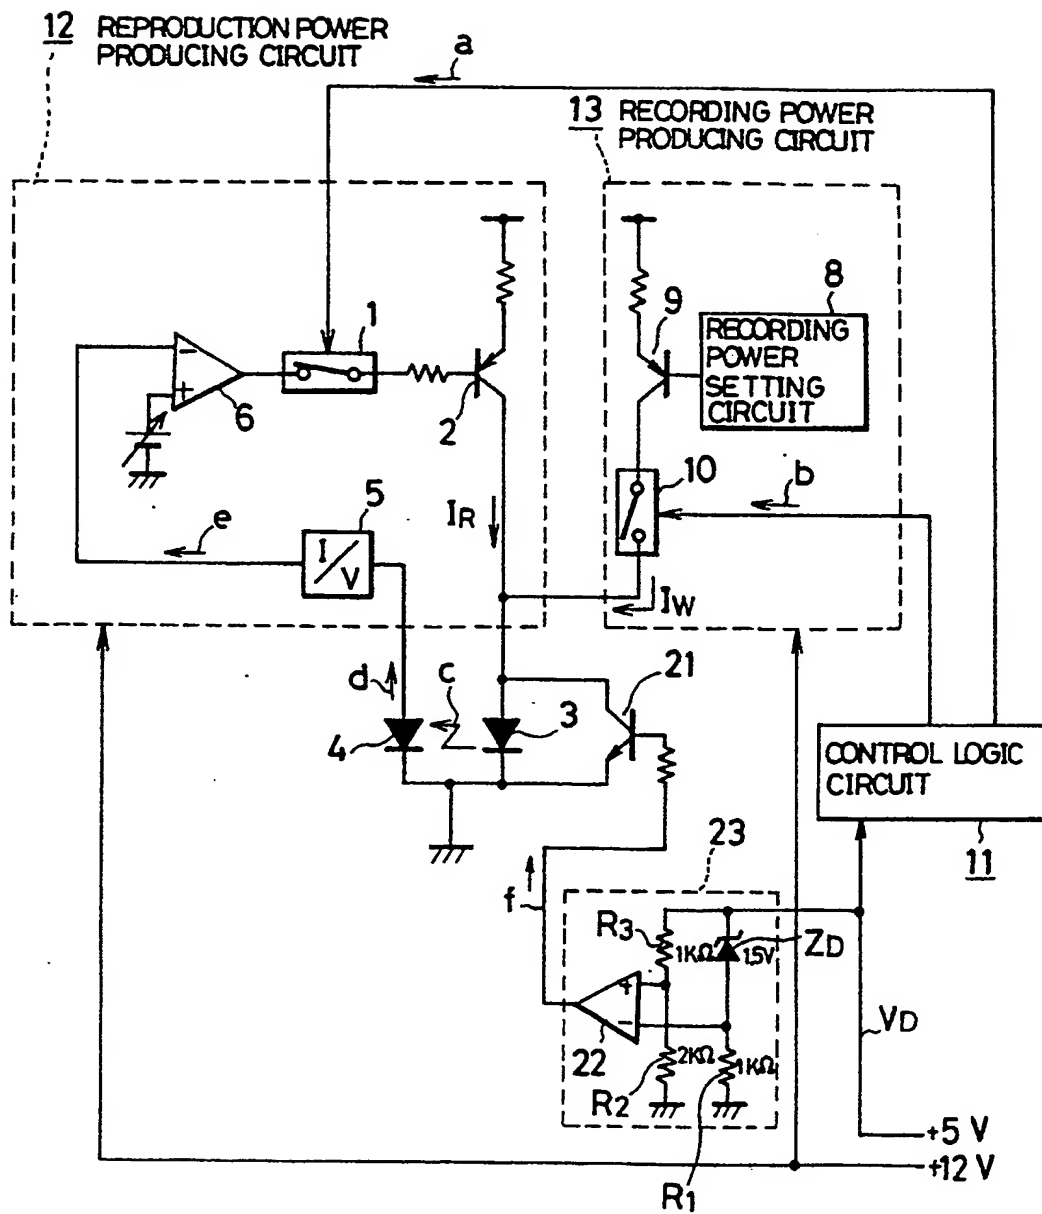 12 REPRODUCTION POWER
PRODUCING CIRCUIT
a
13 RECORDING POWER
PRODUCING CIRCUIT
1
9
8
RECORDING
POWER
SETTING
CIRCUIT
−
+
6
2
10
b
5
I
V
e
IR
IW
d
c
21
4
3
CONTROL LOGIC
CIRCUIT
11
23
f
R3
1KΩ
1.5V
ZD
+
−
22
VD
2KΩ
1KΩ
R2
+5 V
+12 V
R1